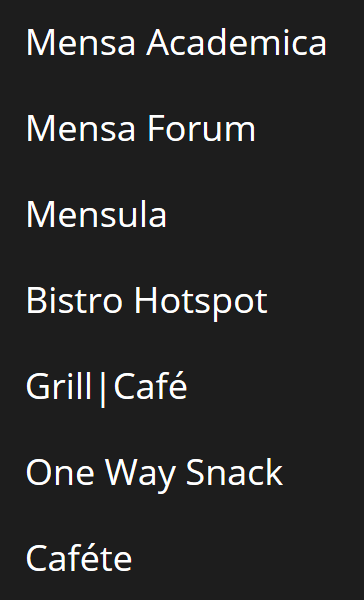 Mensa Academica
Mensa Forum
Mensula
Bistro Hotspot
Grill|Café
One Way Snack
Caféte